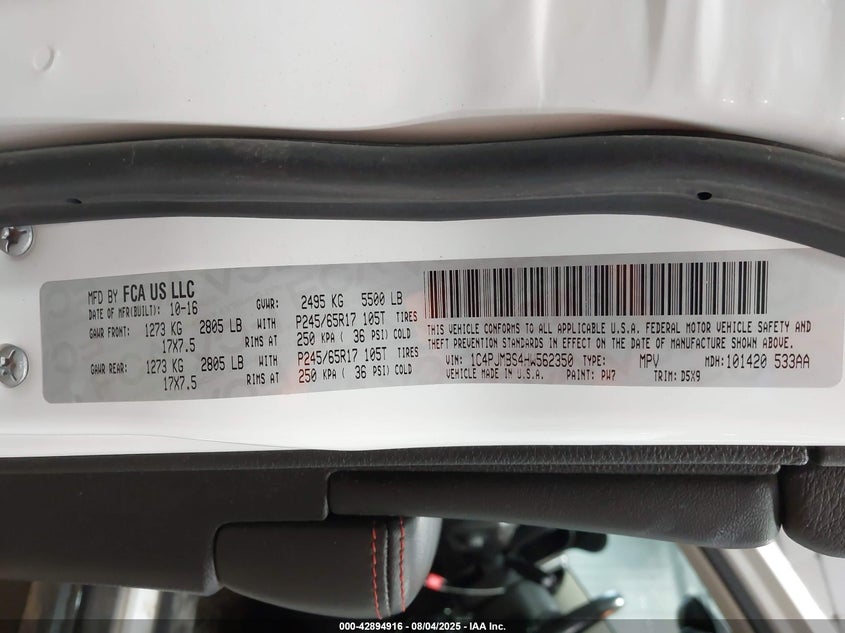 MFD BY FCA US LLC
DATE OF MFR(BUILT): 10-16
GVWR: 2495 KG 5500 LB
GAWR FRONT: 1273 KG 2805 LB WITH P245/65R17 105T TIRES
17X7.5 RIMS AT 250 KPA ( 36 PSI) COLD
GAWR REAR: 1273 KG 2805 LB WITH P245/65R17 105T TIRES
17X7.5 RIMS AT 250 KPA ( 36 PSI) COLD
THIS VEHICLE CONFORMS TO ALL APPLICABLE U.S.A. FEDERAL MOTOR VEHICLE SAFETY AND
THEFT PREVENTION STANDARDS IN EFFECT ON THE DATE OF MANUFACTURE SHOWN ABOVE.
VIN: 1C4PJMBS4HW562350 TYPE: MPV MDH:101420 533AA
VEHICLE MADE IN U.S.A. PAINT: PW7 TRIM: D5X9
000-42894916 - 08/04/2025 - IAA Inc.